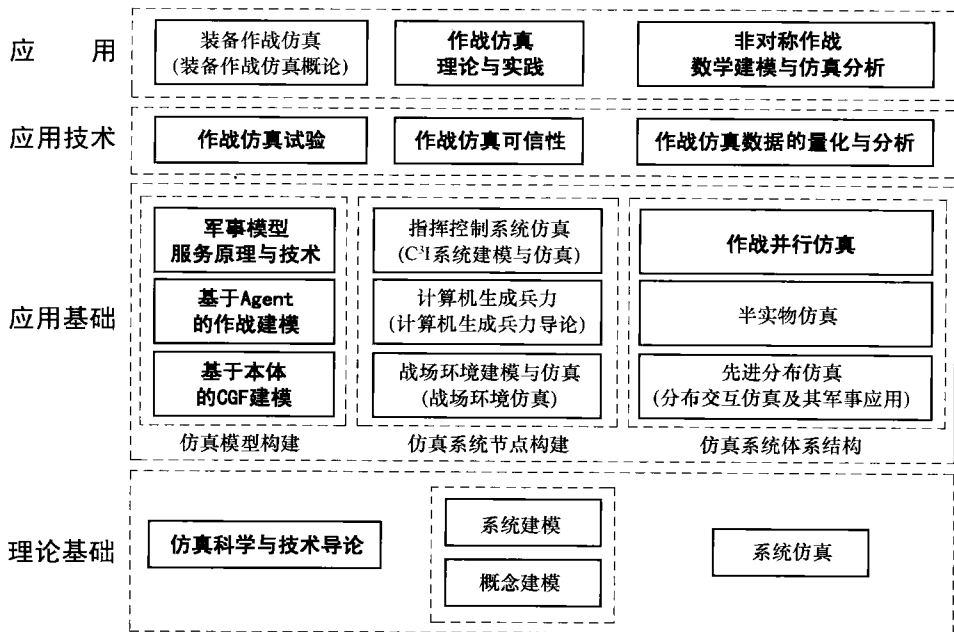 应 用
装备作战仿真
(装备作战仿真概论)
作战仿真
理论与实践
非对称作战
数学建模与仿真分析
应用技术
作战仿真试验
作战仿真可信性
作战仿真数据的量化与分析
应用基础
军事模型
服务原理与技术
基于Agent
的作战建模
基于本体
的CGF建模
仿真模型构建
指挥控制系统仿真
(C³I系统建模与仿真)
计算机生成兵力
(计算机生成兵力导论)
战场环境建模与仿真
(战场环境仿真)
仿真系统节点构建
作战并行仿真
半实物仿真
先进分布仿真
(分布交互仿真及其军事应用)
仿真系统体系结构
理论基础
仿真科学与技术导论
系统建模
概念建模
系统仿真